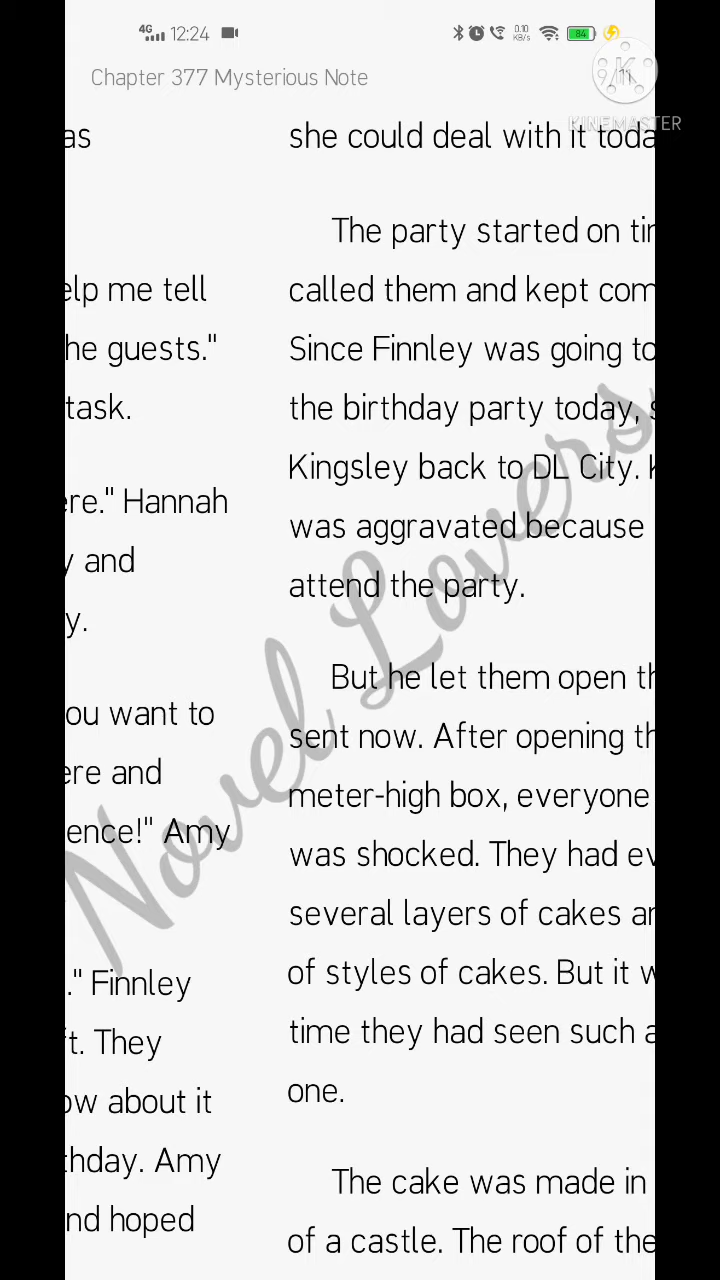 4G 12:24 0.10 KB/s 84
Chapter 377 Mysterious Note
KINEMASTER
as
elp me tell
he guests."
task.
ere." Hannah
y and
y.
ou want to
ere and
ence!" Amy
." Finnley
ft. They
ow about it
thday. Amy
nd hoped
she could deal with it toda
The party started on tim
called them and kept com
Since Finnley was going to
the birthday party today, s
Kingsley back to DL City. K
was aggravated because
attend the party.
But he let them open th
sent now. After opening th
meter-high box, everyone
was shocked. They had ev
several layers of cakes an
of styles of cakes. But it w
time they had seen such a
one.
The cake was made in
of a castle. The roof of the
Novel Lovers